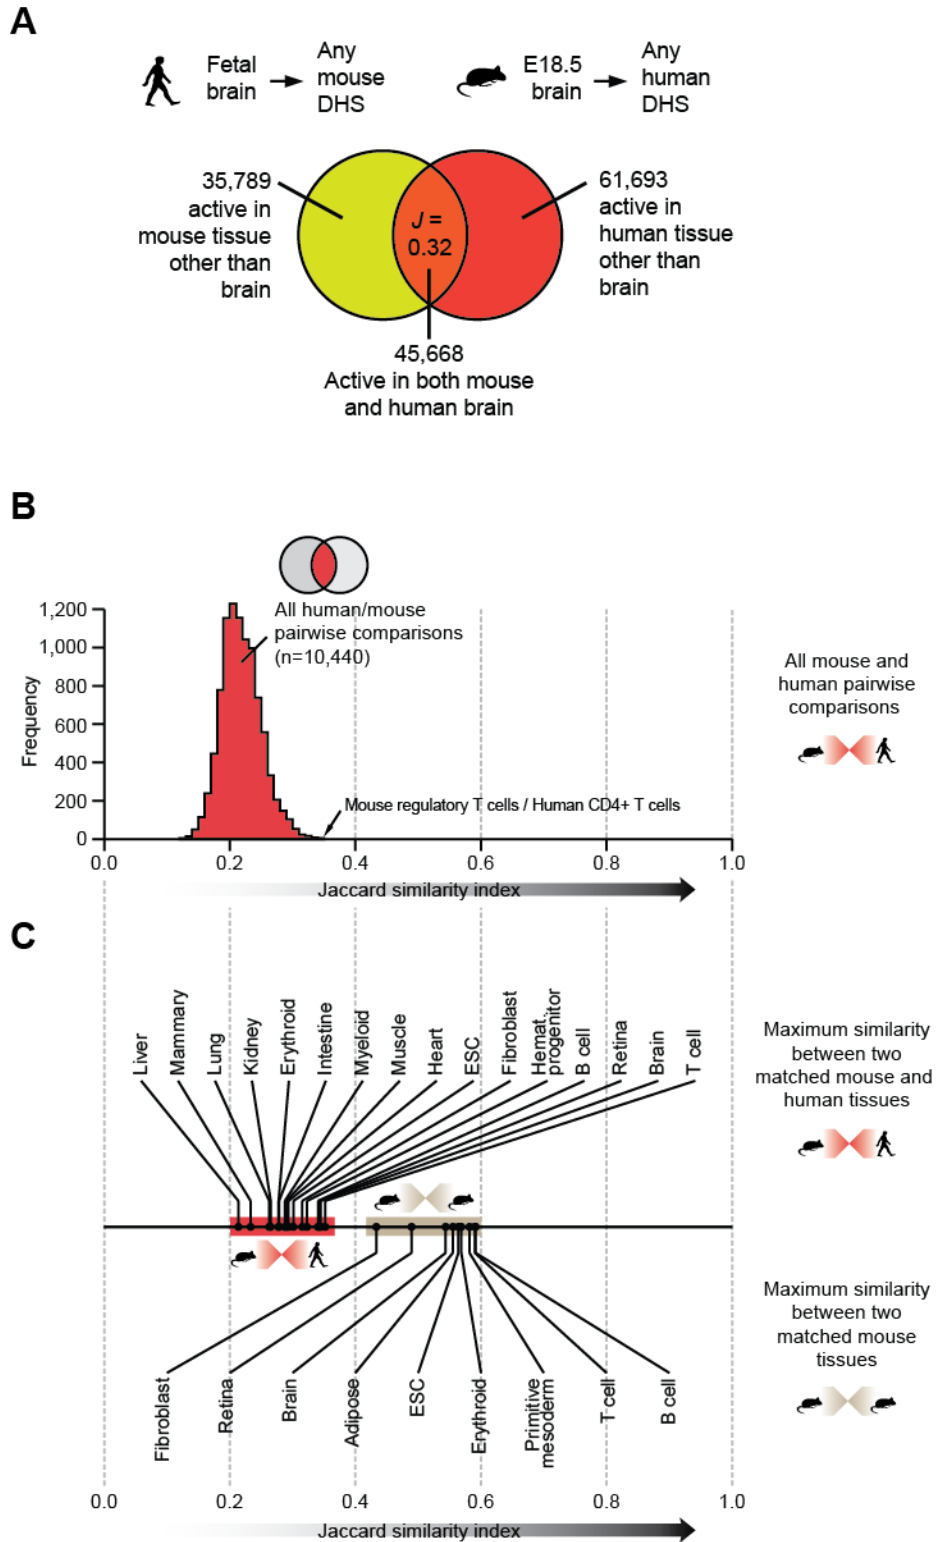 A
Fetal
brain
Any
mouse
DHS
E18.5
brain
Any
human
DHS
35,789
active in
mouse tissue
other than
brain
J =
0.32
61,693
active in
human tissue
other than
brain
45,668
Active in both mouse
and human brain
B
All human/mouse
pairwise comparisons
(n=10,440)
1,200
1,000
800
600
400
200
0
Frequency
Mouse regulatory T cells / Human CD4+ T cells
0.0 0.2 0.4 0.6 0.8 1.0
Jaccard similarity index
All mouse and
human pairwise
comparisons
C
Liver
Mammary
Lung
Kidney
Erythroid
Intestine
Myeloid
Muscle
Heart
ESC
Fibroblast
Hemat.
progenitor
B cell
Retina
Brain
T cell
Maximum similarity
between two
matched mouse and
human tissues
Fibroblast
Retina
Brain
Adipose
ESC
Erythroid
Primitive
mesoderm
T cell
B cell
Maximum similarity
between two
matched mouse
tissues
0.0 0.2 0.4 0.6 0.8 1.0
Jaccard similarity index